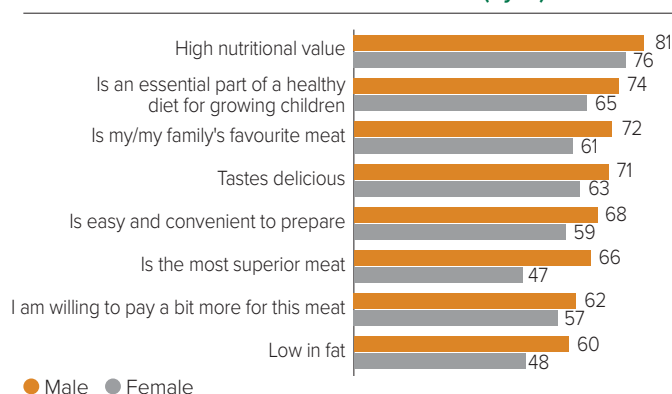 High nutritional value 81
76
Is an essential part of a healthy
diet for growing children 74
65
Is my/my family's favourite meat 72
61
Tastes delicious 71
63
Is easy and convenient to prepare 68
59
Is the most superior meat 66
47
I am willing to pay a bit more for this meat 62
57
Low in fat 60
48
Male Female